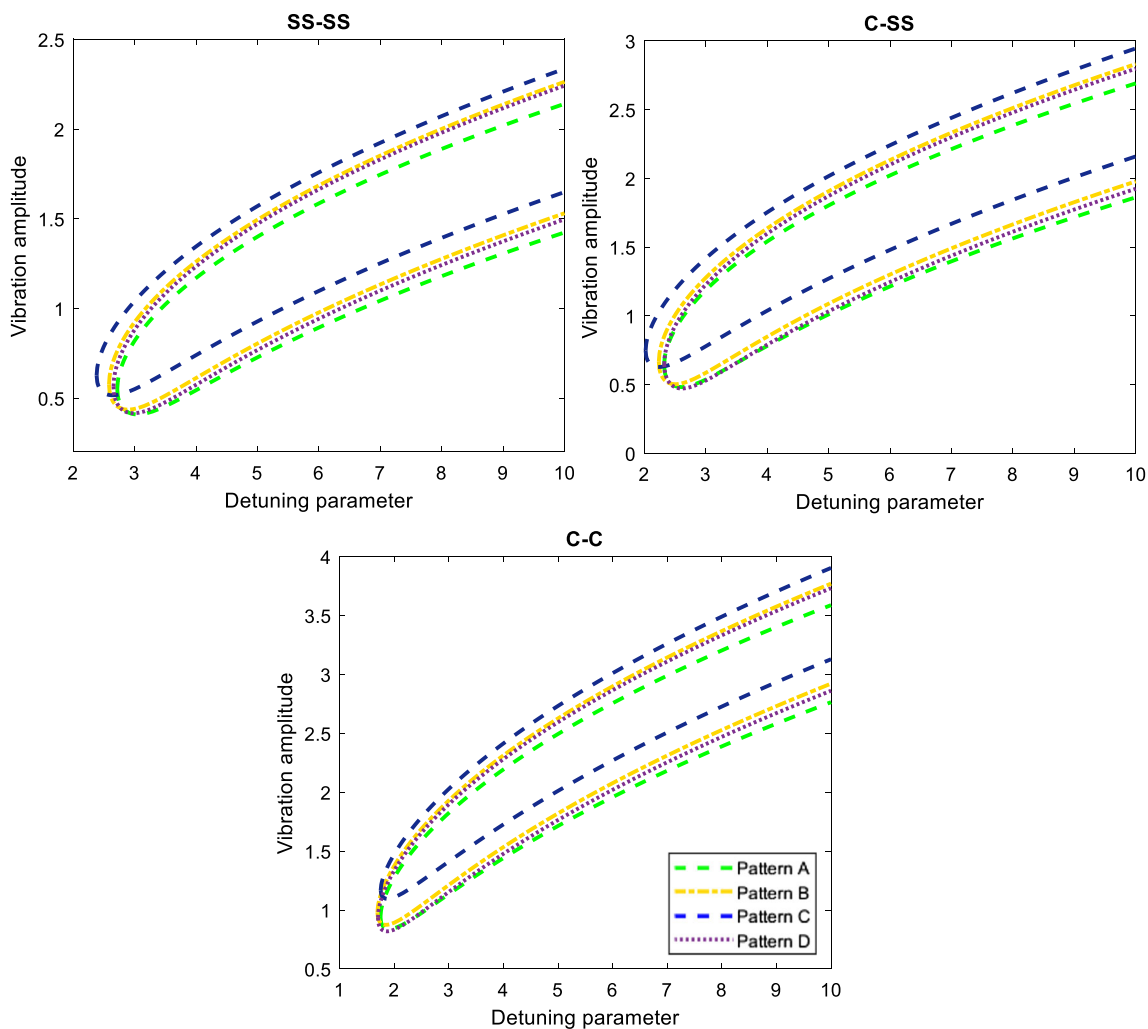 SS-SS
Vibration amplitude
2.5
2
1.5
1
0.5
2 3 4 5 6 7 8 9 10
Detuning parameter
C-SS
Vibration amplitude
3
2.5
2
1.5
1
0.5
0
2 3 4 5 6 7 8 9 10
Detuning parameter
C-C
Vibration amplitude
4
3.5
3
2.5
2
1.5
1
0.5
1 2 3 4 5 6 7 8 9 10
Detuning parameter
Pattern A
Pattern B
Pattern C
Pattern D